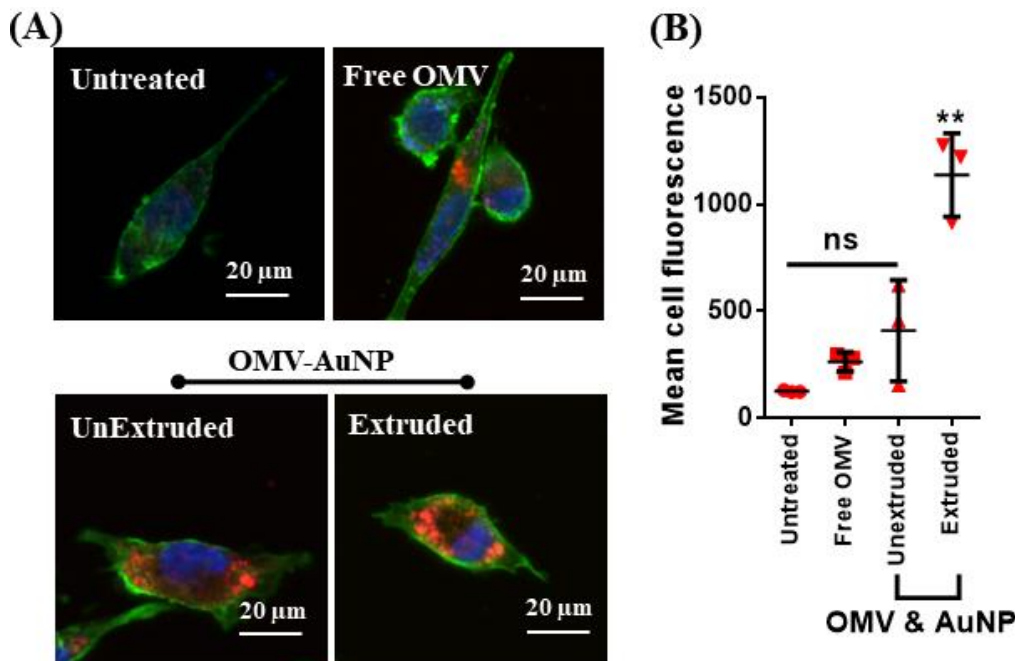 (A)
Untreated
20 µm
Free OMV
20 µm
OMV-AuNP
UnExtruded
20 µm
Extruded
20 µm
(B)
Mean cell fluorescence
1500
1000
500
0
ns
**
Untreated
Free OMV
Unextruded
Extruded
OMV & AuNP